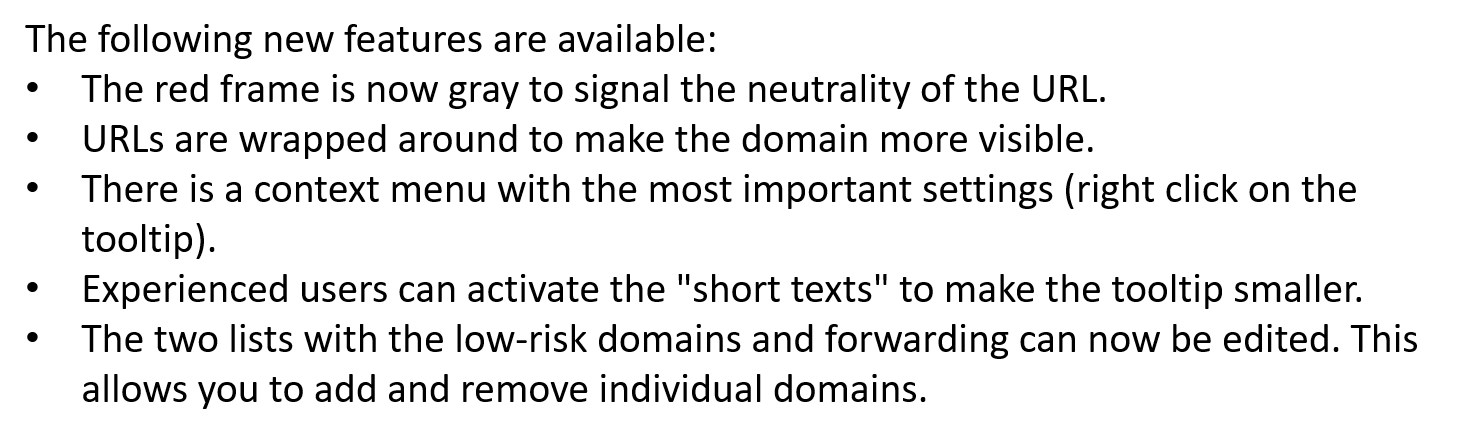 The following new features are available:
• The red frame is now gray to signal the neutrality of the URL.
• URLs are wrapped around to make the domain more visible.
• There is a context menu with the most important settings (right click on the
tooltip).
• Experienced users can activate the "short texts" to make the tooltip smaller.
• The two lists with the low-risk domains and forwarding can now be edited. This
allows you to add and remove individual domains.